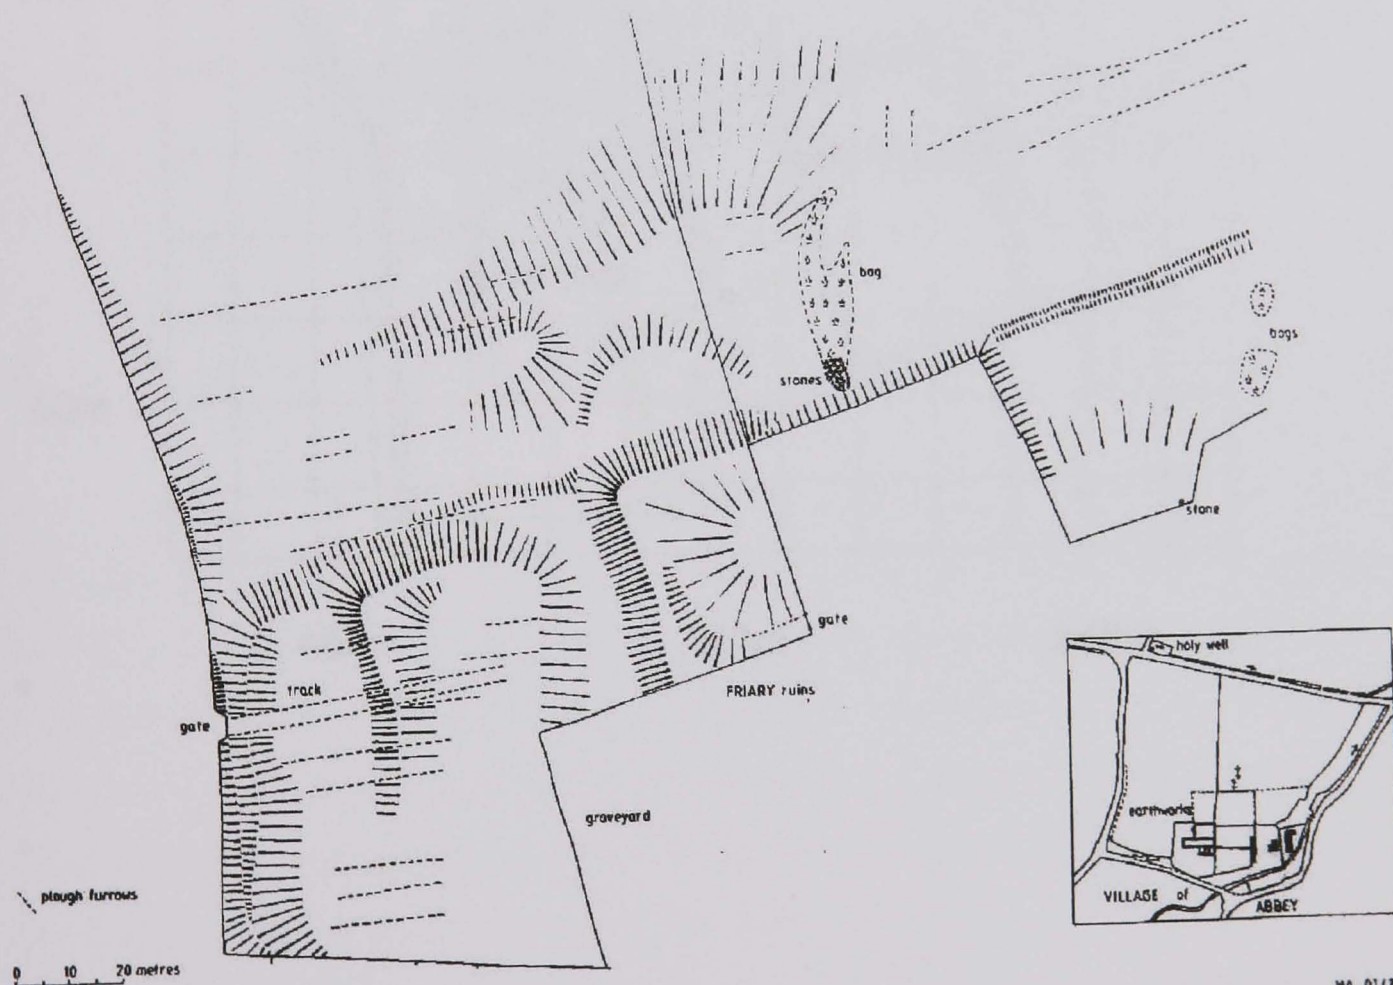 bog
bogs
stones
stone
gate
FRIARY ruins
track
gate
graveyard
holy well
earthworks
VILLAGE of
ABBEY
plough furrows
0 10 20 metres